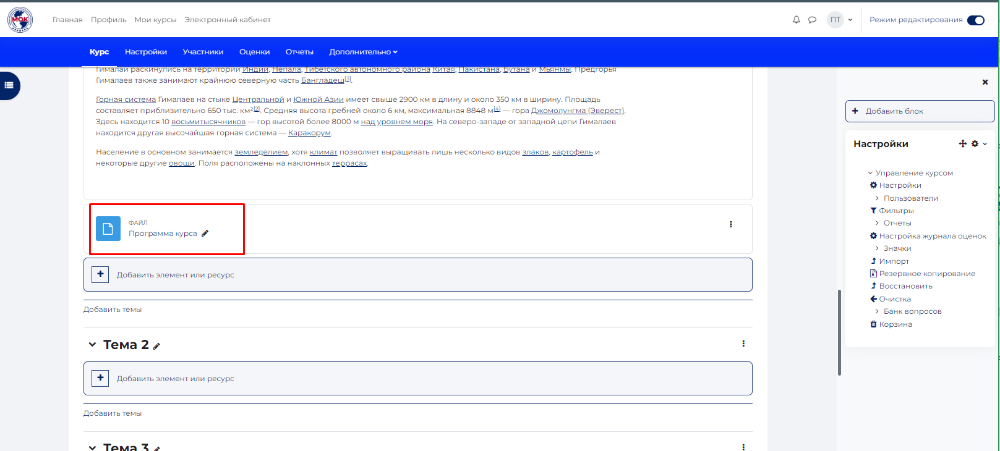 МОК
Главная Профиль Мои курсы Электронный кабинет
ПТ
Режим редактирования
Курс Настройки Участники Оценки Отчеты Дополнительно
Гималаи раскинулись на территории Индии, Непала, Тибетского автономного района Китая, Пакистана, Бутана и Мьянмы. Предгорья
Гималаев также занимают крайнюю северную часть Бангладеш[3].
Горная система Гималаев на стыке Центральной и Южной Азии имеет свыше 2900 км в длину и около 350 км в ширину. Площадь
составляет приблизительно 650 тыс. км²[2]. Средняя высота гребней около 6 км, максимальная 8848 м[4] — гора Джомолунгма (Эверест).
Здесь находится 10 восьмитысячников — гор высотой более 8000 м над уровнем моря. На северо-западе от западной цепи Гималаев
находится другая высочайшая горная система — Каракорум.
Население в основном занимается земледелием, хотя климат позволяет выращивать лишь несколько видов злаков, картофель и
некоторые другие овощи. Поля расположены на наклонных террасах.
ФАЙЛ
Программа курса
Добавить элемент или ресурс
Добавить темы
Тема 2
Добавить элемент или ресурс
Добавить темы
Тема 3
Добавить блок
Настройки
Управление курсом
Настройки
Пользователи
Фильтры
Отчеты
Настройка журнала оценок
Значки
Импорт
Резервное копирование
Восстановить
Очистка
Банк вопросов
Корзина